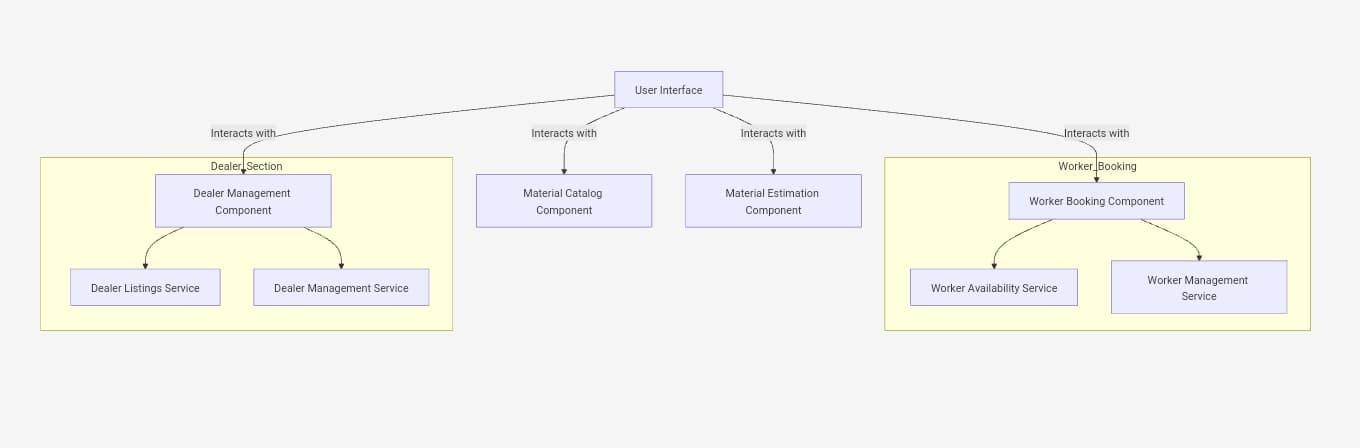 User Interface
Interacts with
Interacts with
Interacts with
Interacts with
Dealer_Section
Worker_Booking
Dealer Management
Component
Material Catalog
Component
Material Estimation
Component
Worker Booking Component
Dealer Listings Service
Dealer Management Service
Worker Availability Service
Worker Management
Service